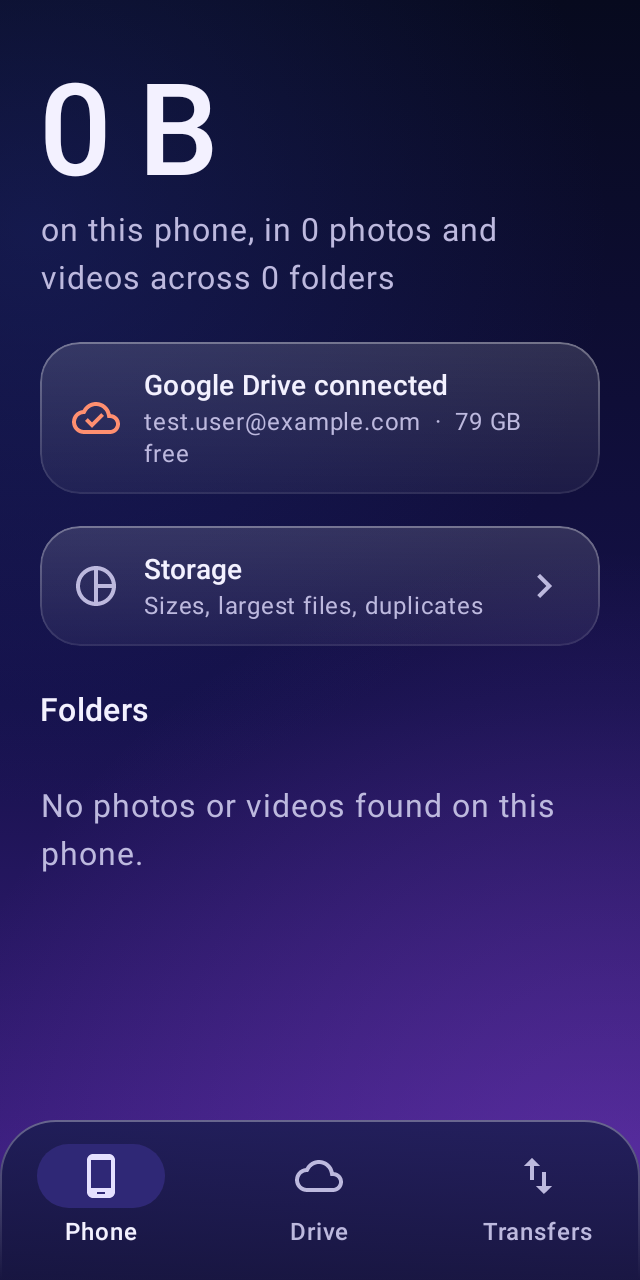 0 B
on this phone, in 0 photos and
videos across 0 folders
Google Drive connected
test.user@example.com · 79 GB
free
Storage
Sizes, largest files, duplicates
Folders
No photos or videos found on this
phone.
Phone
Drive
Transfers